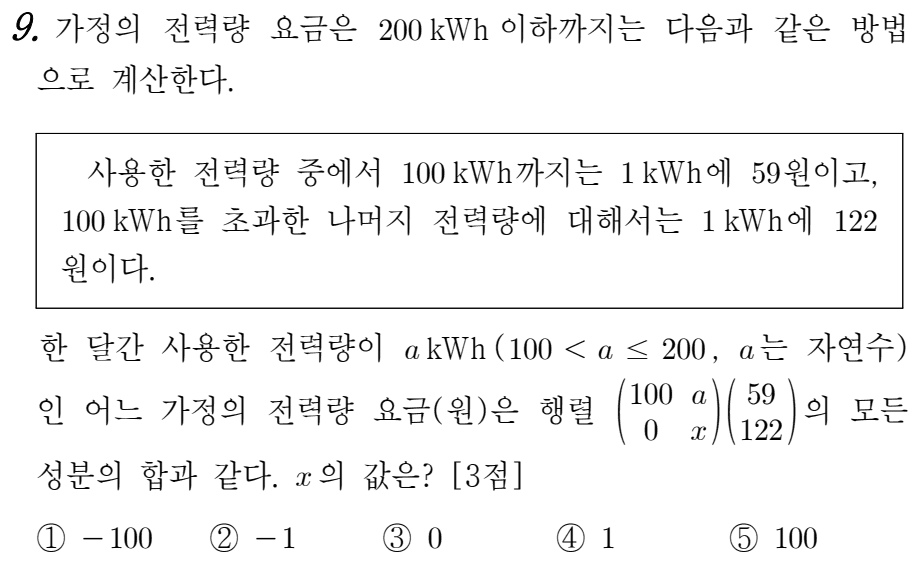 9. 가정의 전력량 요금은 200 kWh 이하까지는 다음과 같은 방법
으로 계산한다.
사용한 전력량 중에서 100 kWh까지는 1 kWh에 59원이고,
100 kWh를 초과한 나머지 전력량에 대해서는 1 kWh에 122
원이다.
한 달간 사용한 전력량이 a kWh (100 < a ≤ 200, a는 자연수)
인 어느 가정의 전력량 요금(원)은 행렬 (100 a / 0 x)(59 / 122)의 모든
성분의 합과 같다. x의 값은? [3점]
① −100 ② −1 ③ 0 ④ 1 ⑤ 100